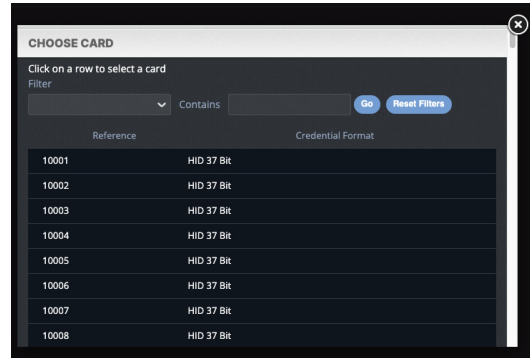 CHOOSE CARD
Click on a row to select a card
Filter
Contains Go Reset Filters
Reference Credential Format
10001 HID 37 Bit
10002 HID 37 Bit
10003 HID 37 Bit
10004 HID 37 Bit
10005 HID 37 Bit
10006 HID 37 Bit
10007 HID 37 Bit
10008 HID 37 Bit